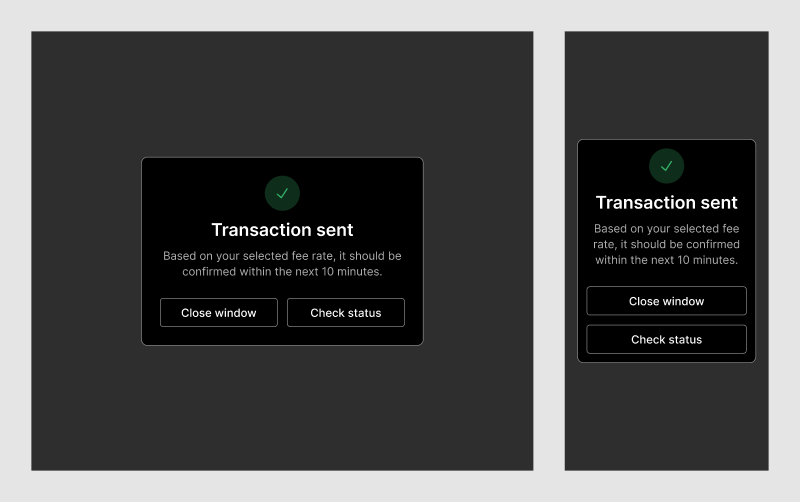 Transaction sent
Based on your selected fee rate, it should be
confirmed within the next 10 minutes.
Close window
Check status
Transaction sent
Based on your selected fee
rate, it should be confirmed
within the next 10 minutes.
Close window
Check status